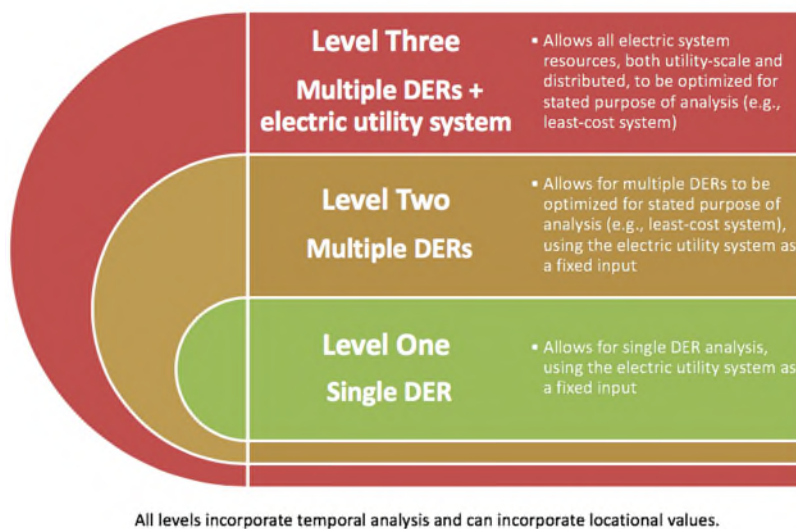 Level Three
Multiple DERs +
electric utility system
• Allows all electric system
resources, both utility-scale and
distributed, to be optimized for
stated purpose of analysis (e.g.,
least-cost system)
Level Two
Multiple DERs
• Allows for multiple DERs to be
optimized for stated purpose of
analysis (e.g., least-cost system),
using the electric utility system as
a fixed input
Level One
Single DER
• Allows for single DER analysis,
using the electric utility system as
a fixed input
All levels incorporate temporal analysis and can incorporate locational values.